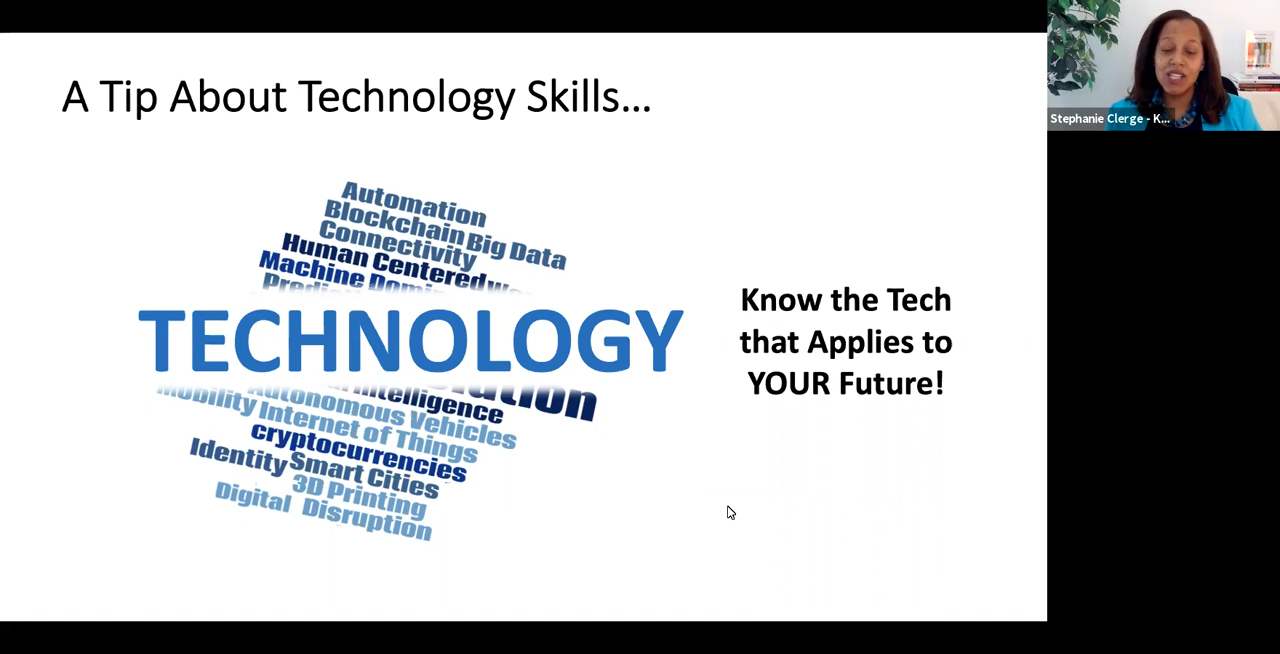 A Tip About Technology Skills...
Stephanie Clerge - K...
Automation
Blockchain Big Data
Connectivity
Human Centered
Machine
TECHNOLOGY
Know the Tech
that Applies to
YOUR Future!
Intelligence
Autonomous Vehicles
Mobility Internet of Things
cryptocurrencies
Identity Smart Cities
3D Printing
Digital Disruption